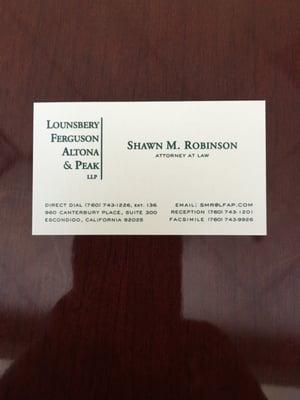 LOUNSBERY
FERGUSON
ALTONA
& PEAK
LLP
SHAWN M. ROBINSON
ATTORNEY AT LAW
DIRECT DIAL (760) 743-1226, EXT. 136
960 CANTERBURY PLACE, SUITE 300
ESCONDIDO, CALIFORNIA 92025
EMAIL: SMR@LFAP.COM
RECEPTION (760) 743-1201
FACSIMILE (760) 743-9926